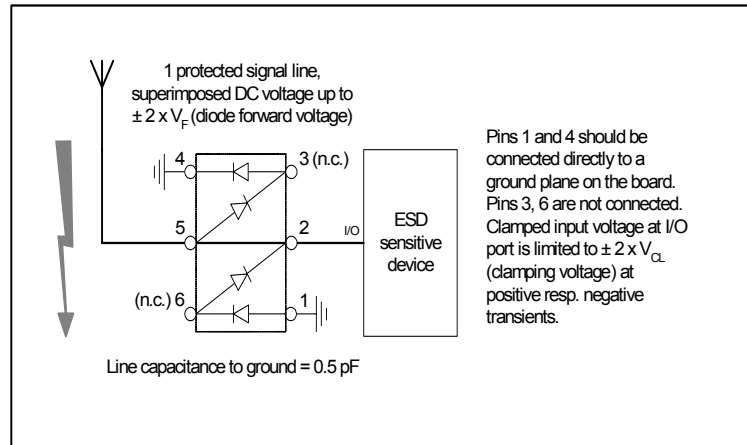 1 protected signal line,
superimposed DC voltage up to
± 2 x V_F (diode forward voltage)
4
3 (n.c.)
5
2
I/O
ESD
sensitive
device
(n.c.) 6
1
Line capacitance to ground = 0.5 pF
Pins 1 and 4 should be
connected directly to a
ground plane on the board.
Pins 3, 6 are not connected.
Clamped input voltage at I/O
port is limited to ± 2 x V_CL
(clamping voltage) at
positive resp. negative
transients.